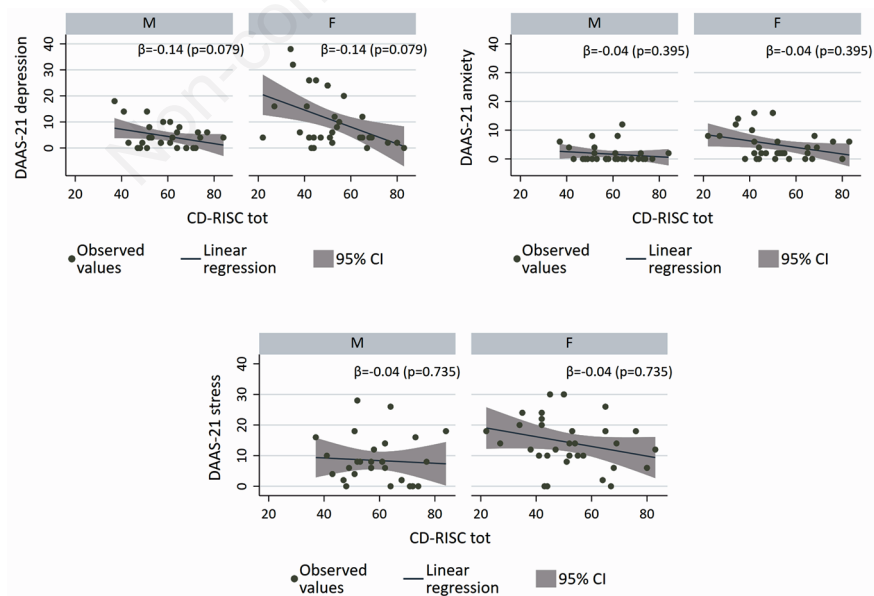 M F
β=-0.14 (p=0.079) β=-0.14 (p=0.079)
DAAS-21 depression
40
30
20
10
0
20 40 60 80 20 40 60 80
CD-RISC tot
Observed values Linear regression 95% CI
M F
β=-0.04 (p=0.395) β=-0.04 (p=0.395)
DAAS-21 anxiety
40
30
20
10
0
20 40 60 80 20 40 60 80
CD-RISC tot
Observed values Linear regression 95% CI
M F
β=-0.04 (p=0.735) β=-0.04 (p=0.735)
DAAS-21 stress
40
30
20
10
0
20 40 60 80 20 40 60 80
CD-RISC tot
Observed values Linear regression 95% CI